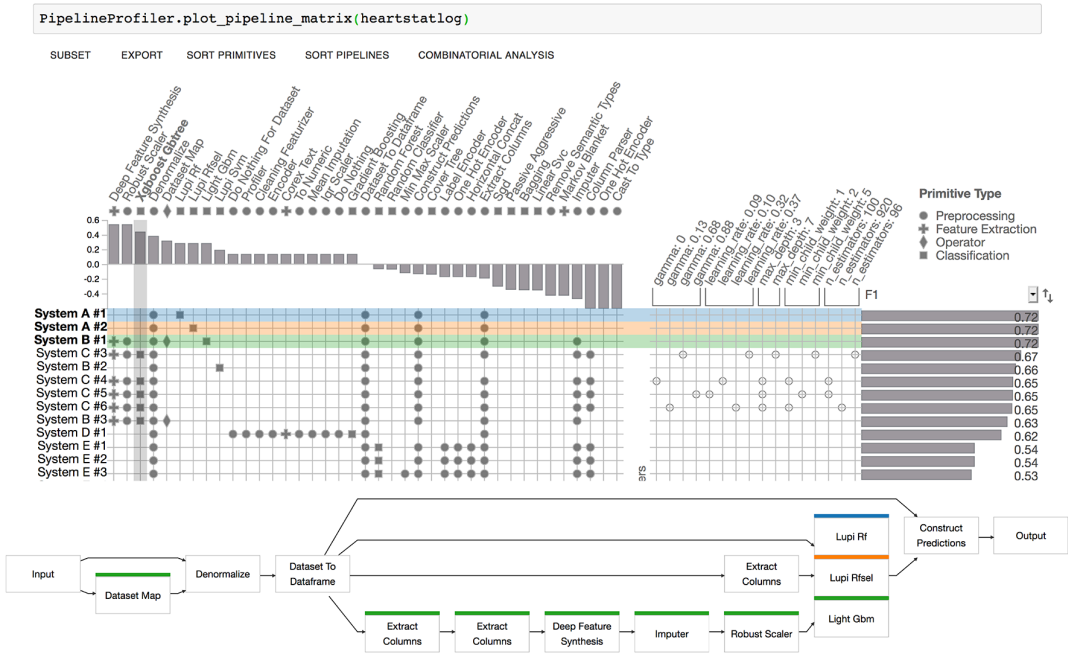 PipelineProfiler.plot_pipeline_matrix(heartstatlog)
SUBSET EXPORT SORT PRIMITIVES SORT PIPELINES COMBINATORIAL ANALYSIS
Deep Feature Synthesis
Robust Scaler
Xgboost Gbtree
Denormalize
Dataset Map
Lupi Rf
Lupi Rfsel
Light Gbm
Lupi Svm
Do Nothing For Dataset
Profiler
Cleaning Featurizer
Encoder
Corex Text
To Numeric
Mean Imputation
Iqr Scaler
Do Nothing
Gradient Boosting
Dataset To Dataframe
Random Forest
Random Classifier
Min Max Scaler
Construct Predictions
Cover Tree
Label Encoder
One Hot Encoder
Horizontal Concat
Extract Columns
Sgd
Passive Aggressive
Bagging
Linear Svc
Remove Semantic Types
Markov Blanket
Imputer
Column Parser
One Hot Encoder
Cast To Type
gamma: 0
gamma: 0.13
gamma: 0.68
gamma: 0.88
learning_rate: 0.09
learning_rate: 0.10
learning_rate: 0.32
learning_rate: 0.37
max_depth: 3
max_depth: 7
min_child_weight: 1
min_child_weight: 2
min_child_weight: 5
n_estimators: 100
n_estimators: 920
n_estimators: 96
Primitive Type
Preprocessing
Feature Extraction
Operator
Classification
0.6
0.4
0.2
0.0
-0.2
-0.4
F1
System A #1 0.72
System A #2 0.72
System B #1 0.72
System C #3 0.67
System B #2 0.66
System C #4 0.65
System C #5 0.65
System C #6 0.65
System B #3 0.63
System D #1 0.62
System E #1 0.54
System E #2 0.54
System E #3 0.53
ers
Input
Dataset Map
Denormalize
Dataset To
Dataframe
Extract
Columns
Extract
Columns
Deep Feature
Synthesis
Imputer
Extract
Columns
Robust Scaler
Lupi Rf
Lupi Rfsel
Light Gbm
Construct
Predictions
Output